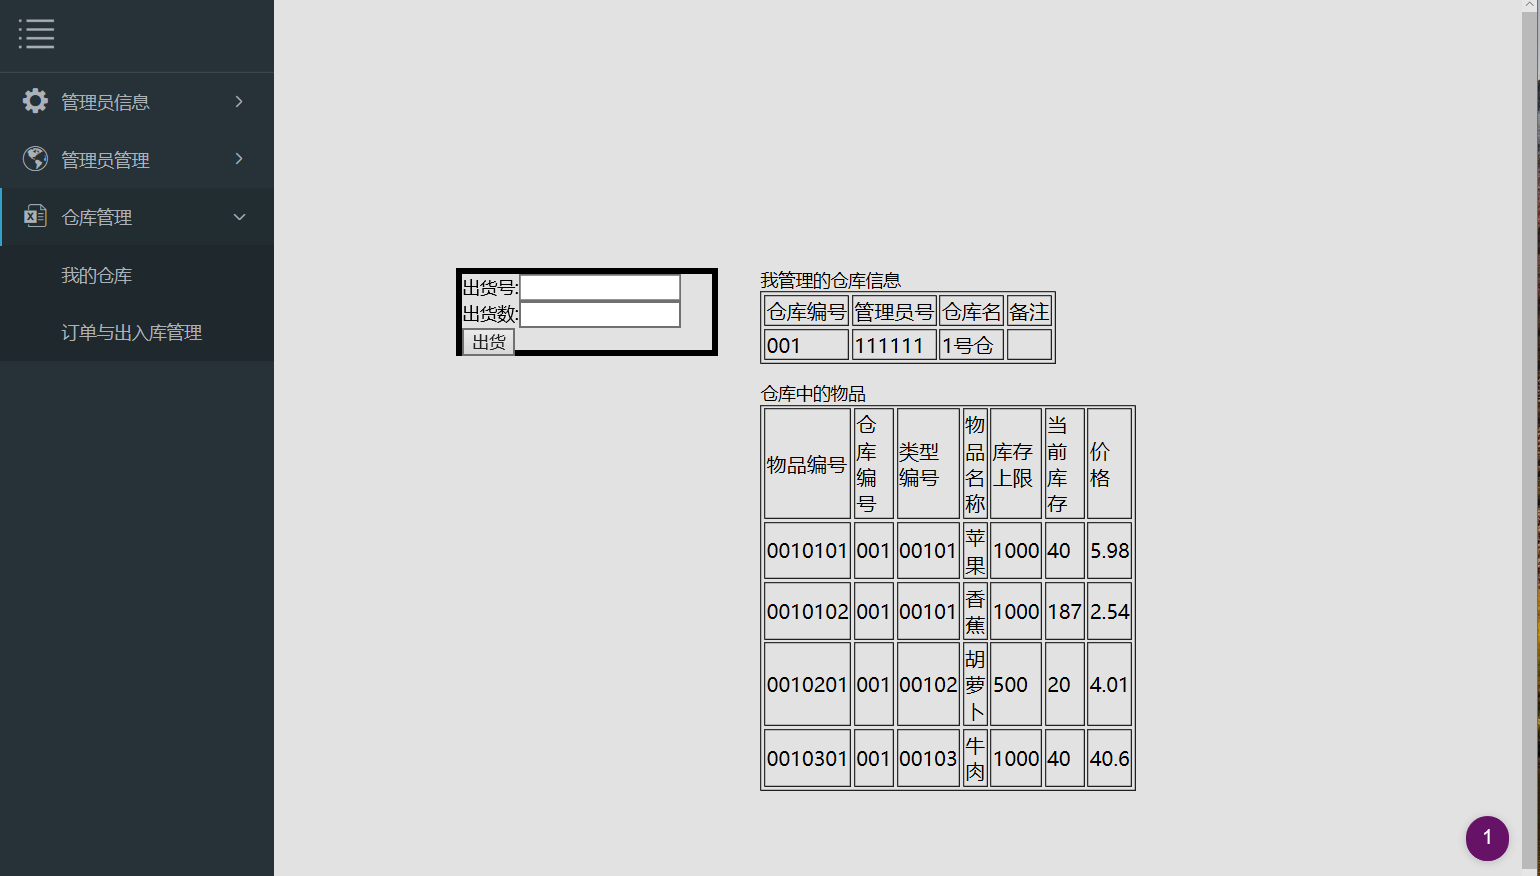 管理员信息
管理员管理
仓库管理
我的仓库
订单与出入库管理
出货号:
出货数:
出货
我管理的仓库信息
仓库编号 管理员号 仓库名 备注
001 111111 1号仓
仓库中的物品
物品编号 仓库编号 类型编号 物品名称 库存上限 当前库存 价格
0010101 001 00101 苹果 1000 40 5.98
0010102 001 00101 香蕉 1000 187 2.54
0010201 001 00102 胡萝卜 500 20 4.01
0010301 001 00103 牛肉 1000 40 40.6
1